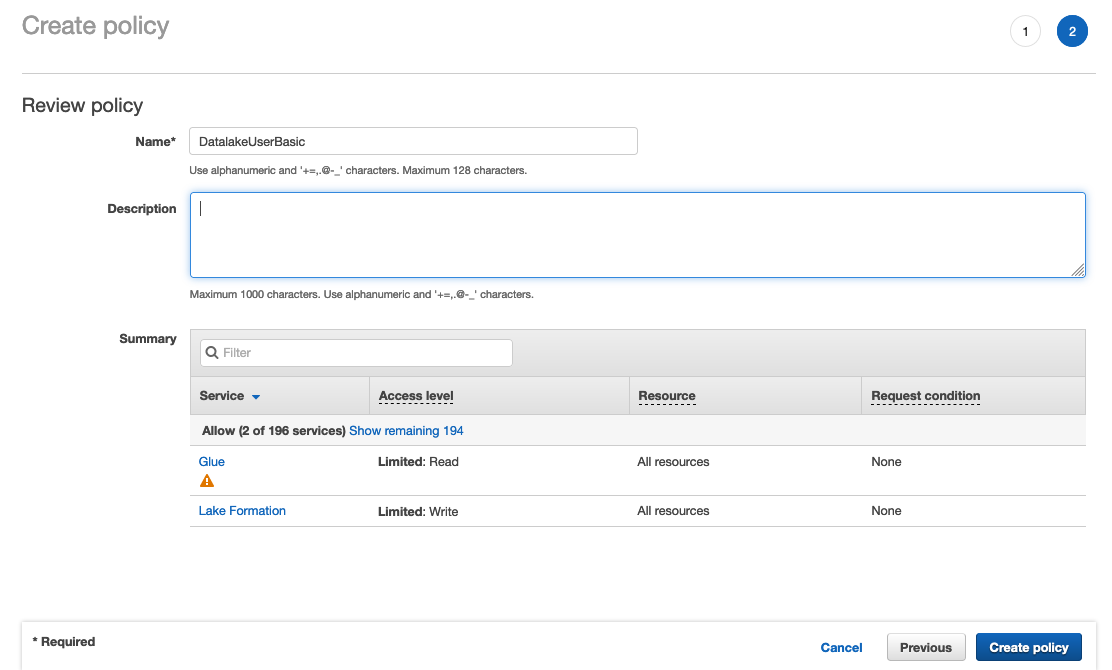 Create policy
1
2
Review policy
Name*
DatalakeUserBasic
Use alphanumeric and '+=,.@-_' characters. Maximum 128 characters.
Description
Maximum 1000 characters. Use alphanumeric and '+=,.@-_' characters.
Summary
Filter
Service Access level Resource Request condition
Allow (2 of 196 services) Show remaining 194
Glue Limited: Read All resources None
Lake Formation Limited: Write All resources None
* Required
Cancel Previous Create policy